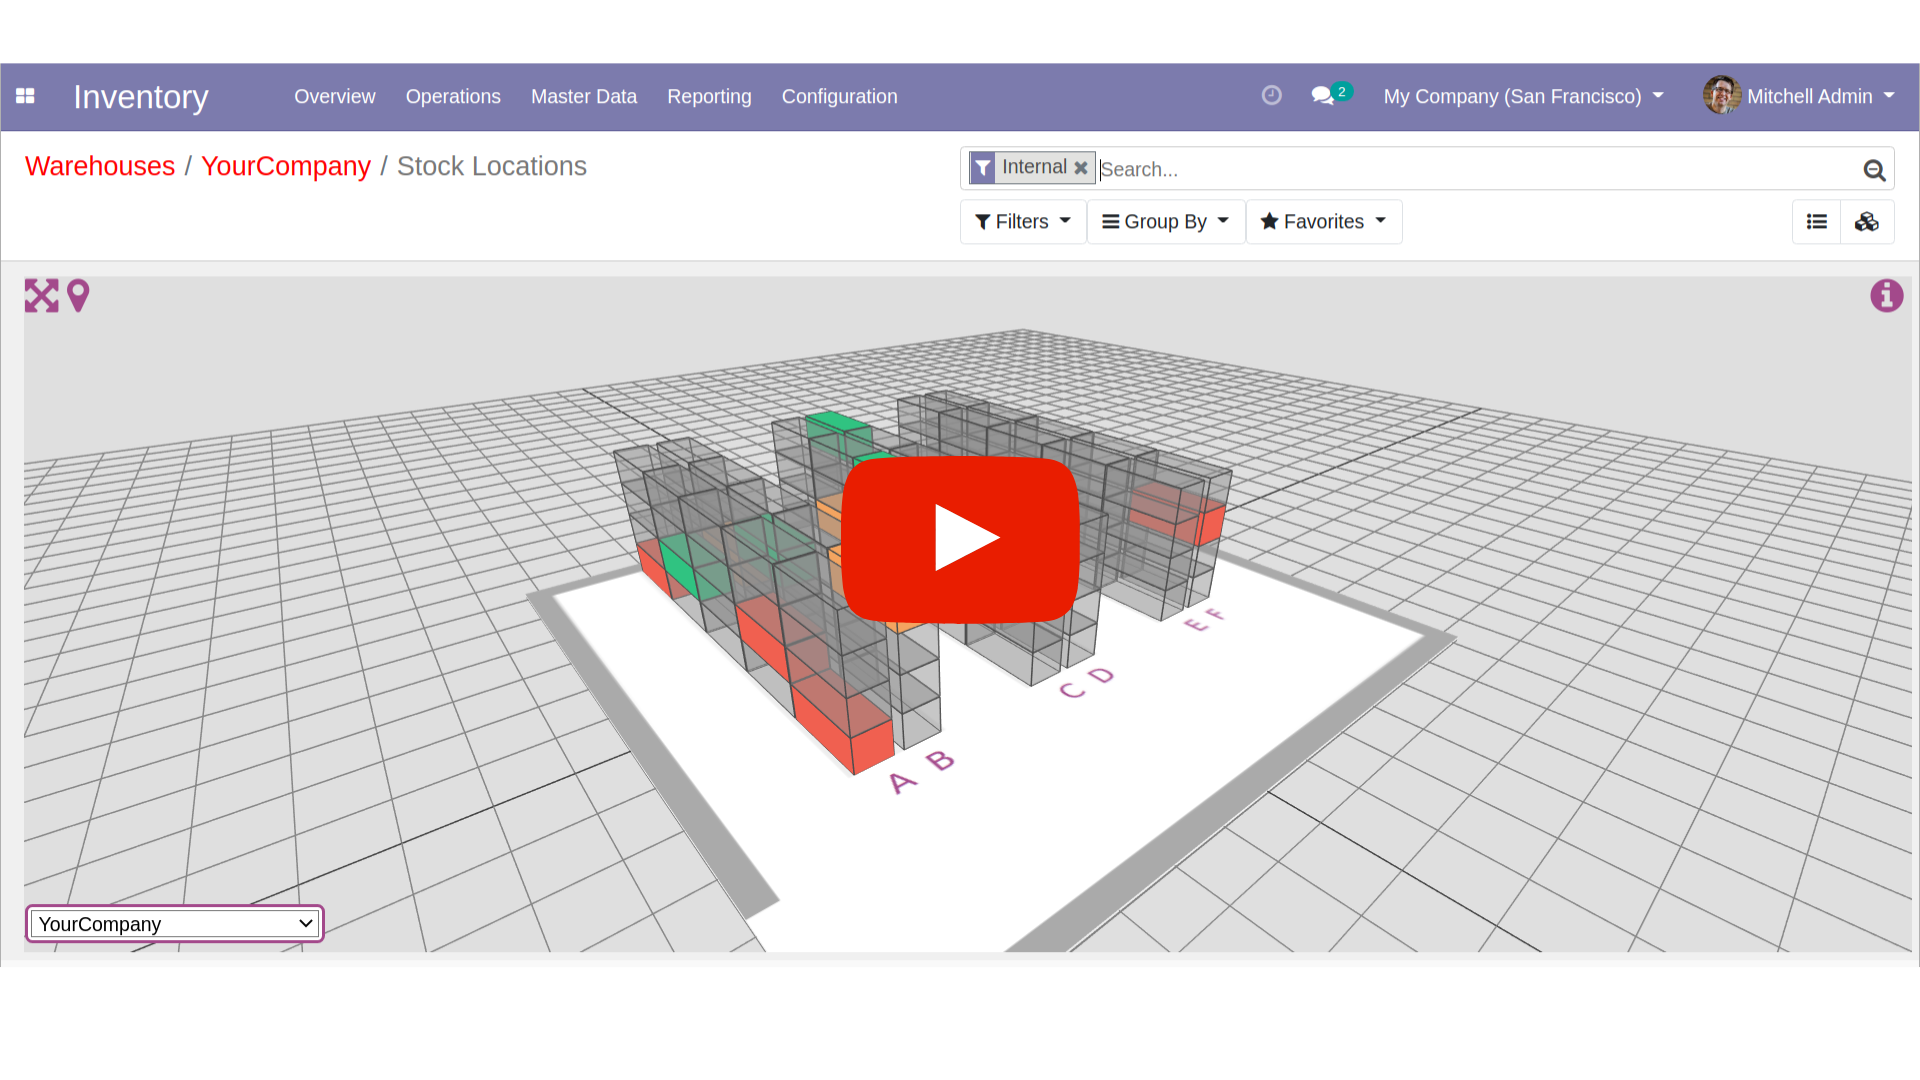 Inventory Overview Operations Master Data Reporting Configuration 2 My Company (San Francisco) Mitchell Admin
Warehouses / YourCompany / Stock Locations
Internal Search...
Filters Group By Favorites
E F
C D
A B
YourCompany